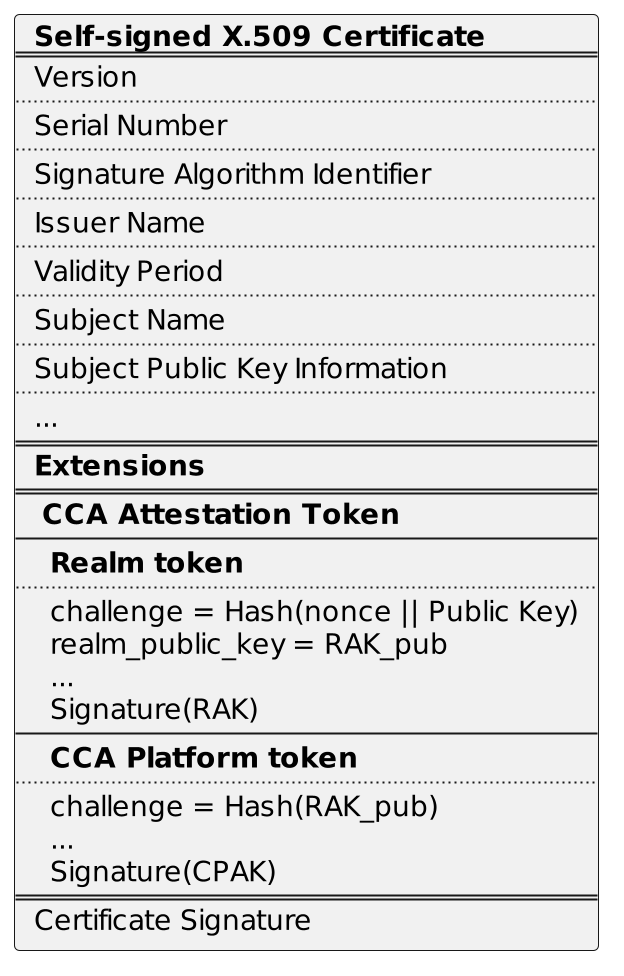 Self-signed X.509 Certificate
Version
Serial Number
Signature Algorithm Identifier
Issuer Name
Validity Period
Subject Name
Subject Public Key Information
...
Extensions
CCA Attestation Token
Realm token
challenge = Hash(nonce || Public Key)
realm_public_key = RAK_pub
...
Signature(RAK)
CCA Platform token
challenge = Hash(RAK_pub)
...
Signature(CPAK)
Certificate Signature